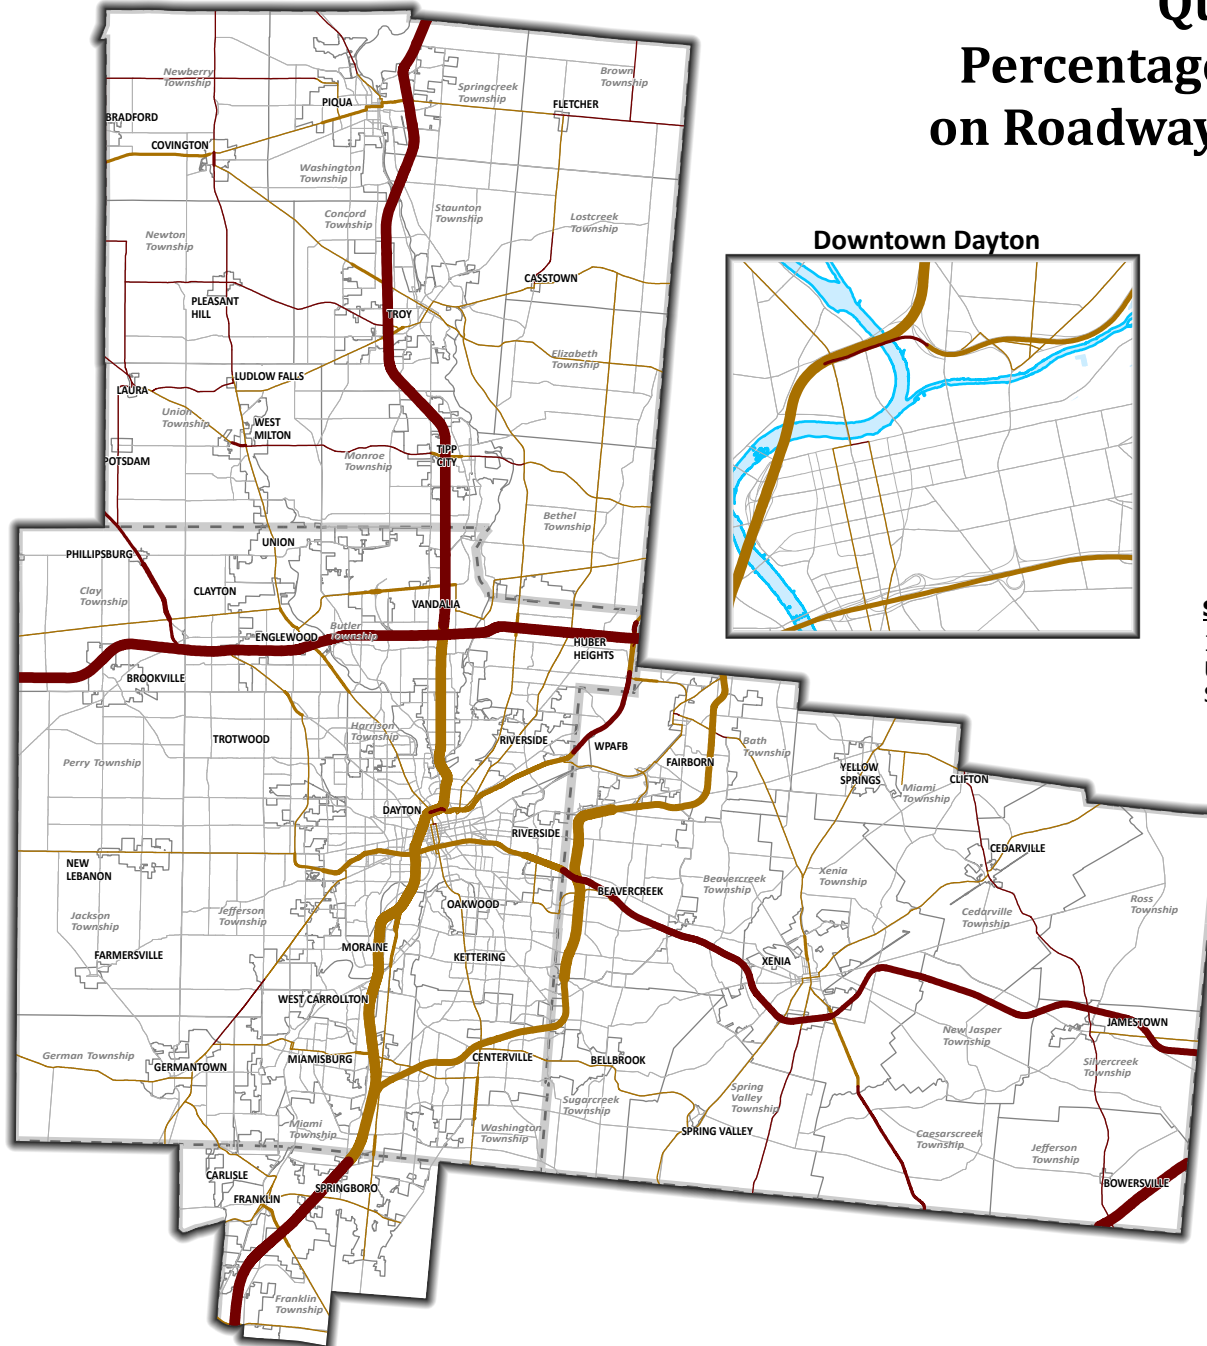 Percentage
on Roadway
Newberry
Township
Brown
Township
Springcreek
Township
PIQUA
FLETCHER
BRADFORD
COVINGTON
Washington
Township
Concord
Township
Staunton
Township
Lostcreek
Township
Newton
Township
Downtown Dayton
CASSTOWN
PLEASANT
HILL
TROY
Elizabeth
Township
LUDLOW FALLS
LAURA
Union
Township
WEST
MILTON
TIPP
CITY
POTSDAM
Monroe
Township
Bethel
Township
UNION
PHILLIPSBURG
Clay
Township
CLAYTON
VANDALIA
Butler
Township
ENGLEWOOD
HUBER
HEIGHTS
BROOKVILLE
Harrison
Township
TROTWOOD
RIVERSIDE
WPAFB
Bath
Township
Perry Township
FAIRBORN
YELLOW
SPRINGS
CLIFTON
Miami
Township
DAYTON
RIVERSIDE
CEDARVILLE
NEW
LEBANON
Beavercreek
Township
Xenia
Township
BEAVERCREEK
OAKWOOD
Ross
Township
Jackson
Township
Jefferson
Township
Cedarville
Township
MORAINE
FARMERSVILLE
KETTERING
XENIA
WEST CARROLLTON
JAMESTOWN
New Jasper
Township
German Township
MIAMISBURG
CENTERVILLE
BELLBROOK
GERMANTOWN
Silvercreek
Township
Spring
Valley
Township
Sugarcreek
Township
Miami
Township
Washington
Township
SPRING VALLEY
Caesarscreek
Township
Jefferson
Township
CARLISLE
SPRINGBORO
BOWERSVILLE
FRANKLIN
Franklin
Township